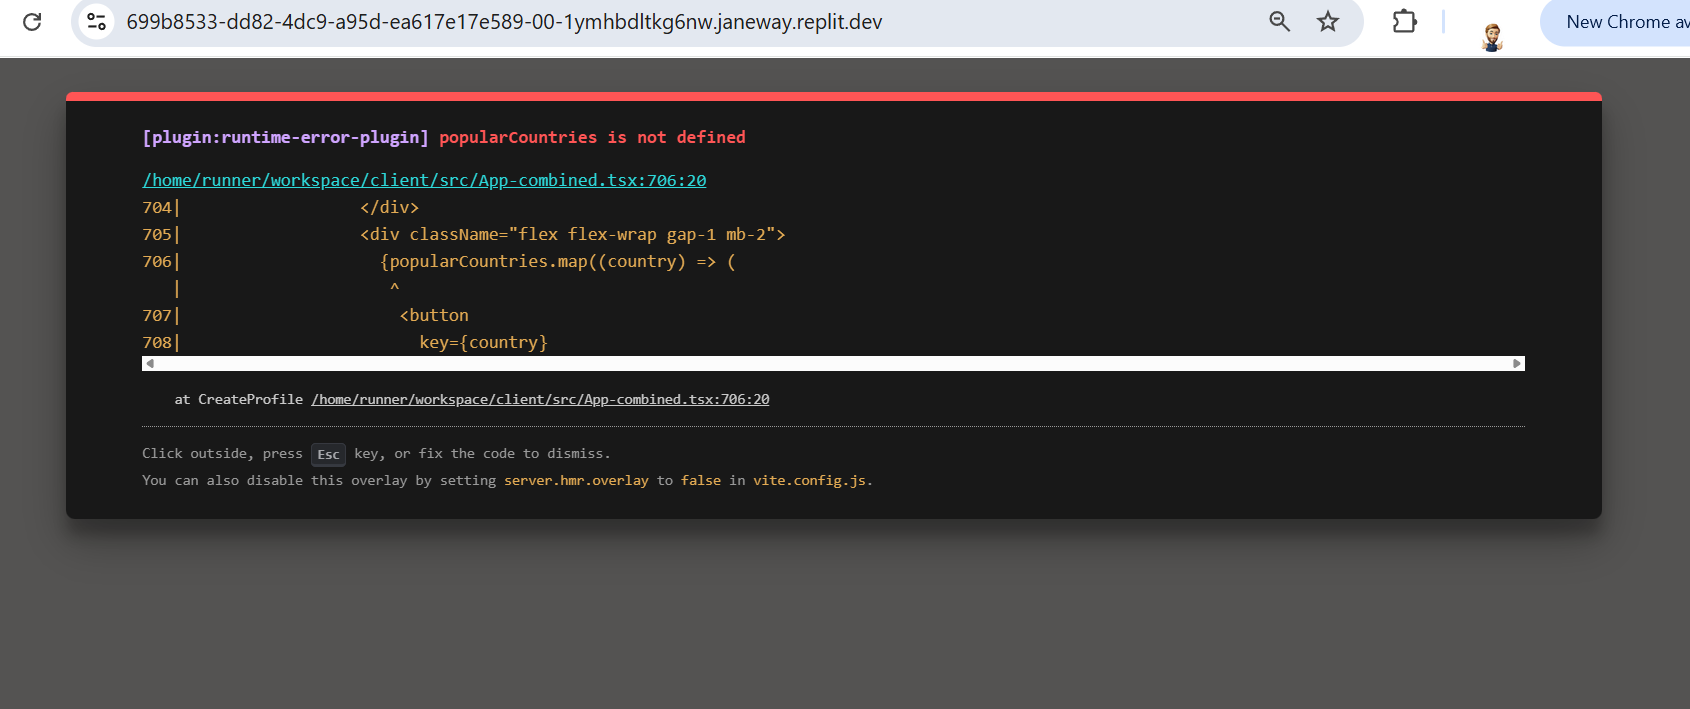 699b8533-dd82-4dc9-a95d-ea617e17e589-00-1ymhbdltkg6nw.janeway.replit.dev
New Chrome av
[plugin:runtime-error-plugin] popularCountries is not defined
/home/runner/workspace/client/src/App-combined.tsx:706:20
704|                  </div>
705|                  <div className="flex flex-wrap gap-1 mb-2">
706|                    {popularCountries.map((country) => (
   |                     ^
707|                      <button
708|                        key={country}
at CreateProfile /home/runner/workspace/client/src/App-combined.tsx:706:20
Click outside, press Esc key, or fix the code to dismiss.
You can also disable this overlay by setting server.hmr.overlay to false in vite.config.js.